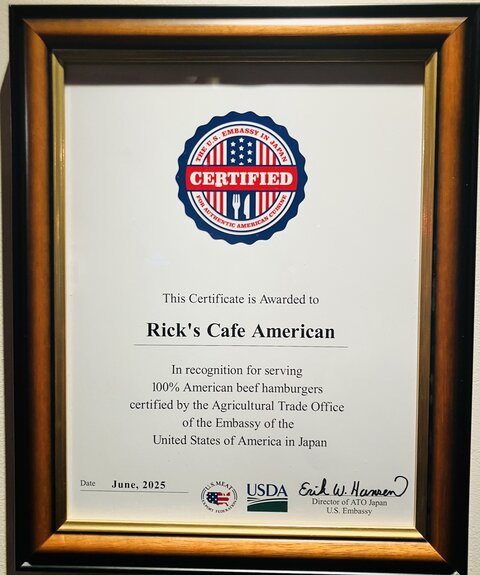 THE U.S. EMBASSY IN JAPAN
CERTIFIED
FOR AUTHENTIC AMERICAN CUISINE
This Certificate is Awarded to
Rick's Cafe American
In recognition for serving
100% American beef hamburgers
certified by the Agricultural Trade Office
of the Embassy of the
United States of America in Japan
Date June, 2025
U.S. MEAT
EXPORT FEDERATION
USDA
Erik W. Hansen
Director of ATO Japan
U.S. Embassy